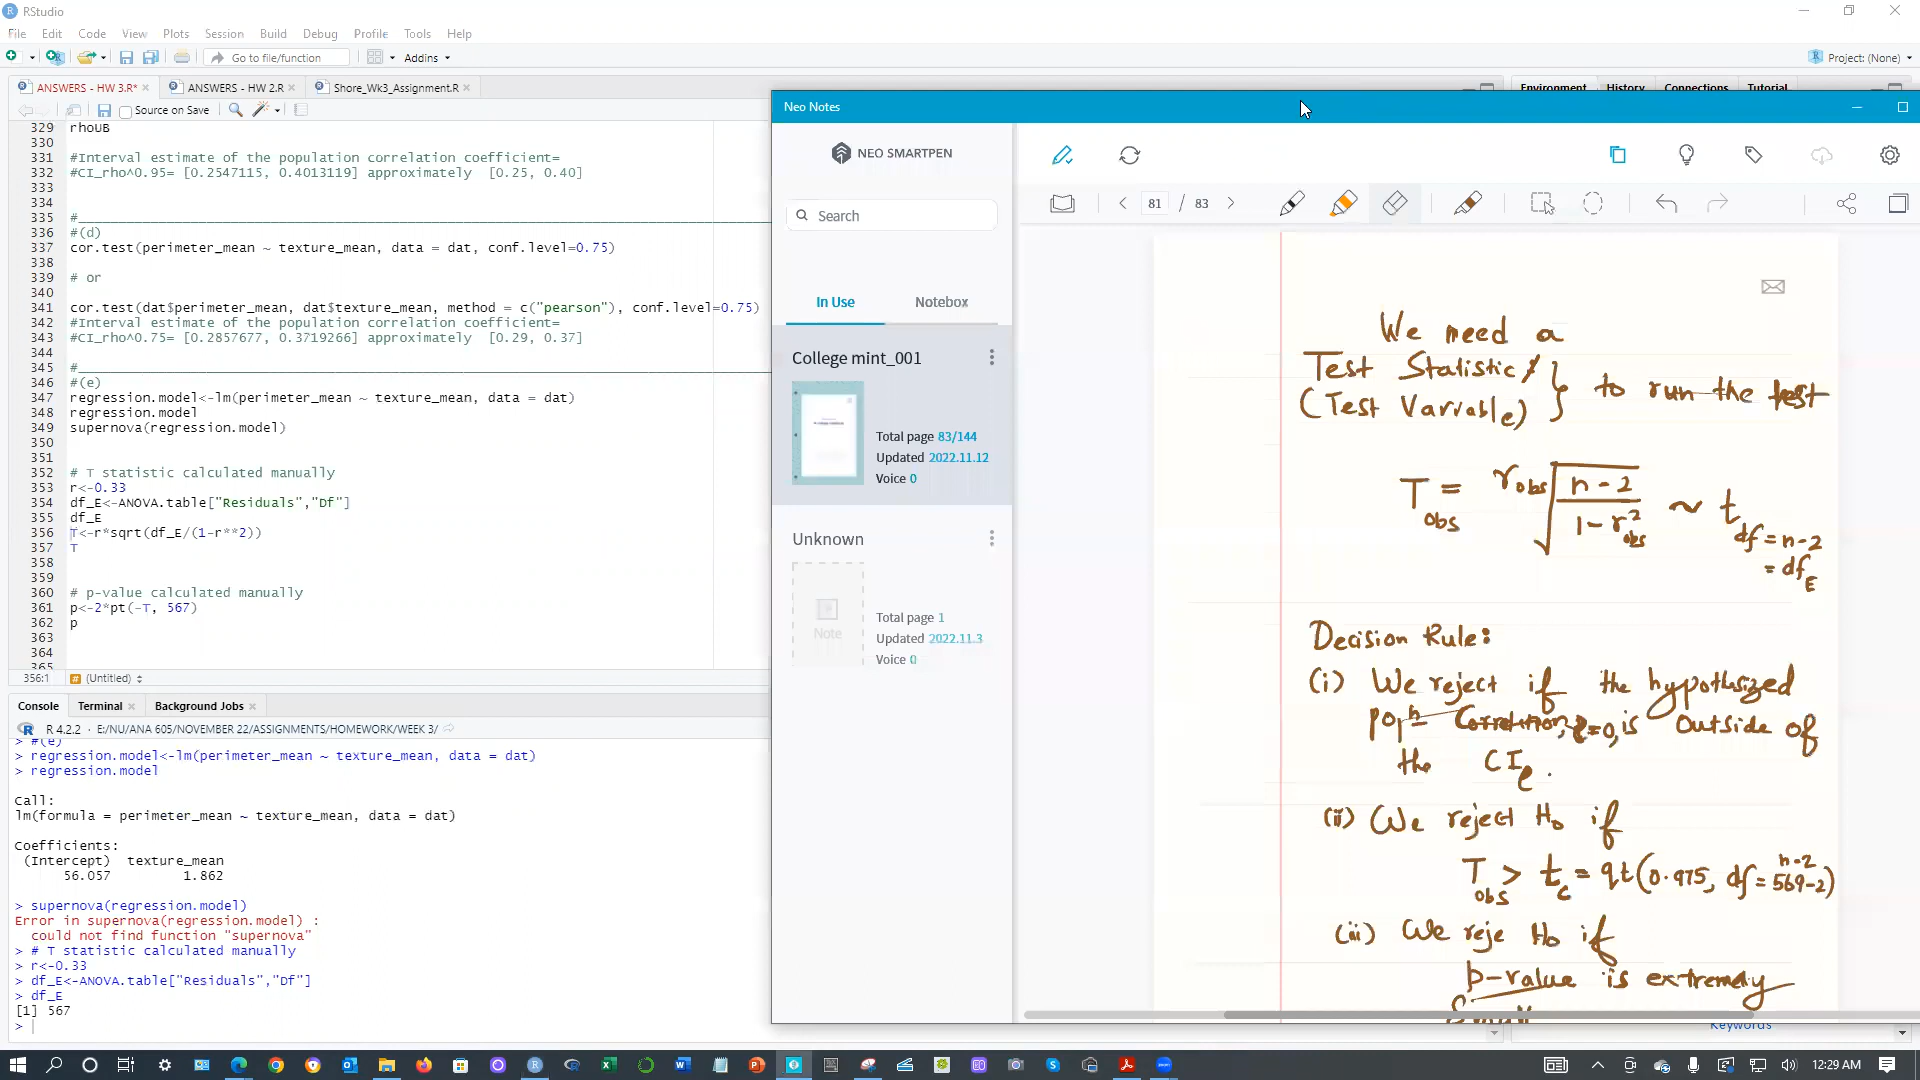 RStudio
File Edit Code View Plots Session Build Debug Profile Tools Help
Go to file/function Addins Project: (None)
ANSWERS - HW 3.R* ANSWERS - HW 2.R Shore_Wk3_Assignment.R
Source on Save
329 rhoUB
330
331 #Interval estimate of the population correlation coefficient=
332 #CI_rho^0.95= [0.2547115, 0.4013119] approximately [0.25, 0.40]
333
334
335 #
336 #(d)
337 cor.test(perimeter_mean ~ texture_mean, data = dat, conf.level=0.75)
338
339 # or
340
341 cor.test(dat$perimeter_mean, dat$texture_mean, method = c("pearson"), conf.level=0.75)
342 #Interval estimate of the population correlation coefficient=
343 #CI_rho^0.75= [0.2857677, 0.3719266] approximately [0.29, 0.37]
344
345 #
346 #(e)
347 regression.model<-lm(perimeter_mean ~ texture_mean, data = dat)
348 regression.model
349 supernova(regression.model)
350
351
352 # T statistic calculated manually
353 r<-0.33
354 df_E<-ANOVA.table["Residuals","Df"]
355 df_E
356 T<-r*sqrt(df_E/(1-r**2))
357 T
358
359
360 # p-value calculated manually
361 p<-2*pt(-T, 567)
362 p
363
364
365
356:1 (Untitled)
Console Terminal Background Jobs
R 4.2.2 · E:/NU/ANA 605/NOVEMBER 22/ASSIGNMENTS/HOMEWORK/WEEK 3/
> #(e)
> regression.model<-lm(perimeter_mean ~ texture_mean, data = dat)
> regression.model
Call:
lm(formula = perimeter_mean ~ texture_mean, data = dat)
Coefficients:
(Intercept) texture_mean
56.057 1.862
> supernova(regression.model)
Error in supernova(regression.model) :
could not find function "supernova"
> # T statistic calculated manually
> r<-0.33
> df_E<-ANOVA.table["Residuals","Df"]
> df_E
[1] 567
>
Environment History Connections Tutorial
Neo Notes
NEO SMARTPEN
Search
In Use Notebox
College mint_001
Total page 83/144
Updated 2022.11.12
Voice 0
Unknown
Note
Total page 1
Updated 2022.11.3
Voice 0
81 / 83
We need a
Test Statistic
(Test Variable) } to run the test
T obs = r obs √ n-2 / 1-r² obs ~ t df = n-2
= df E
Decision Rule:
(i) We reject if the hypothesized
pop n Correlation, ρ=0, is outside of
the CI ρ.
(ii) We reject H0 if
T obs > t c = qt(0.975, df = n-2 569-2)
(iii) We reje H0 if
p-value is extremely
Small
Keywords
12:29 AM